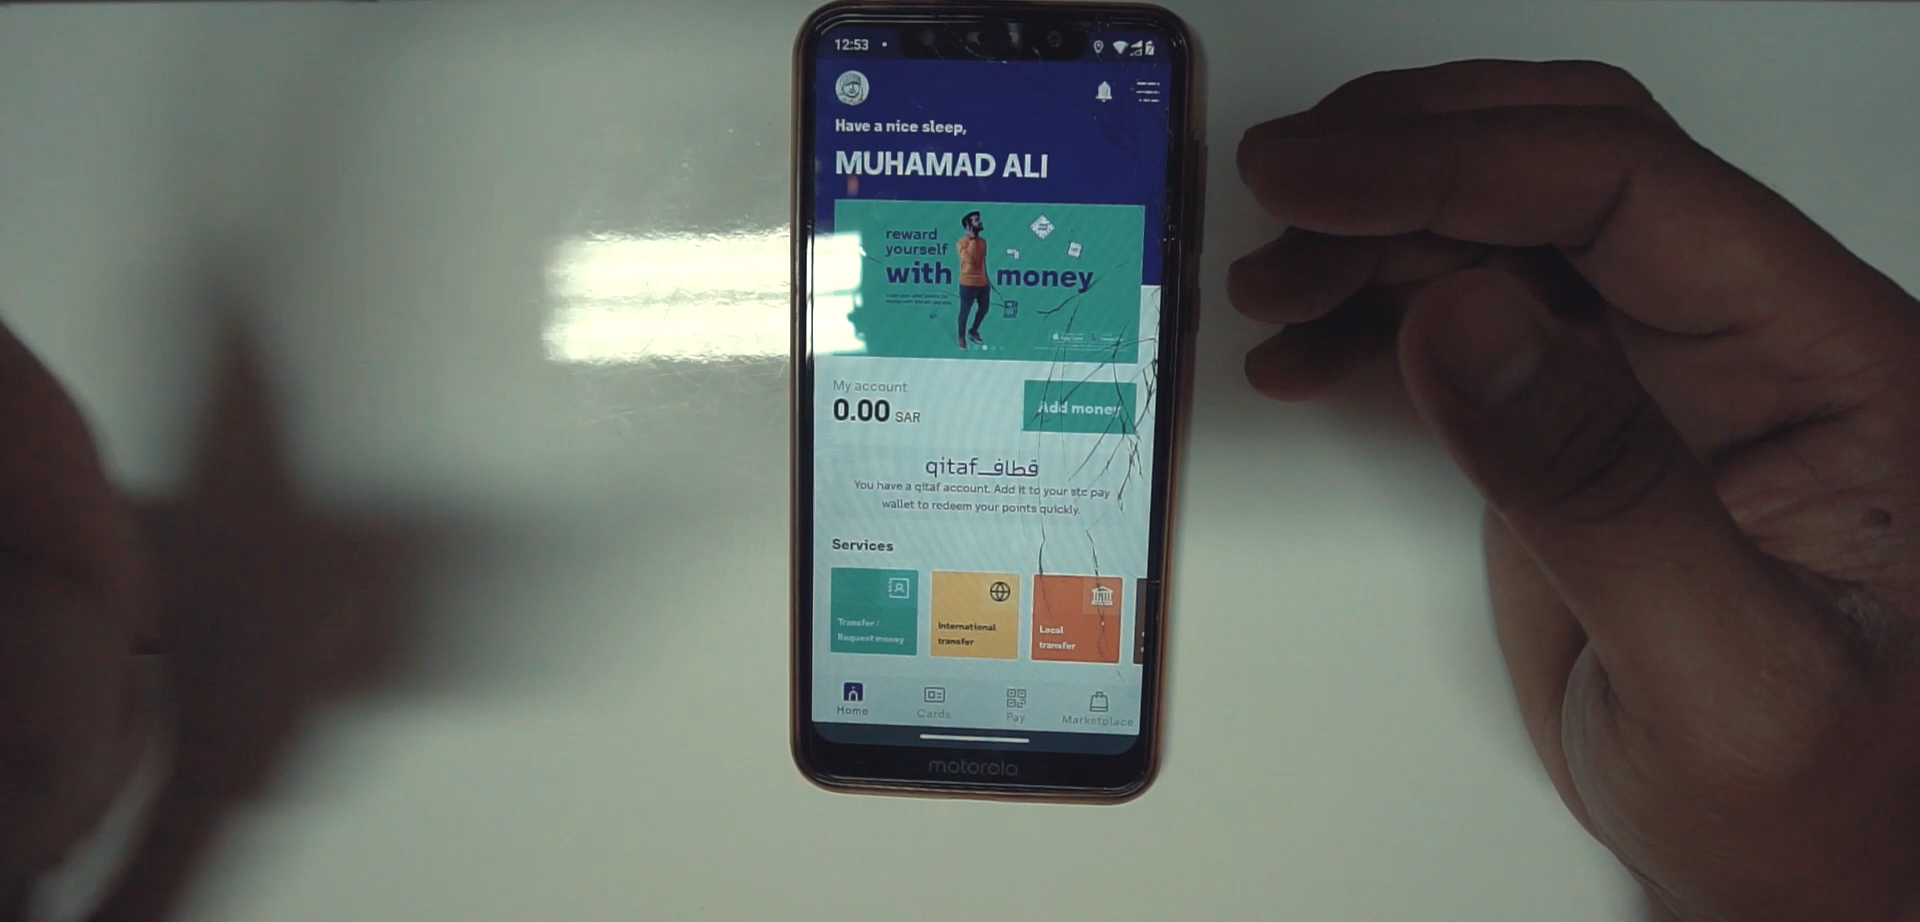 12:53
Have a nice sleep,
MUHAMAD ALI
reward
yourself
with money
My account
0.00 SAR
Add money
qitaf قطاف
You have a qitaf account. Add it to your stc pay
wallet to redeem your points quickly.
Services
Transfer /
Request money
International
transfer
Local
transfer
Home
Cards
Pay
Marketplace
motorola